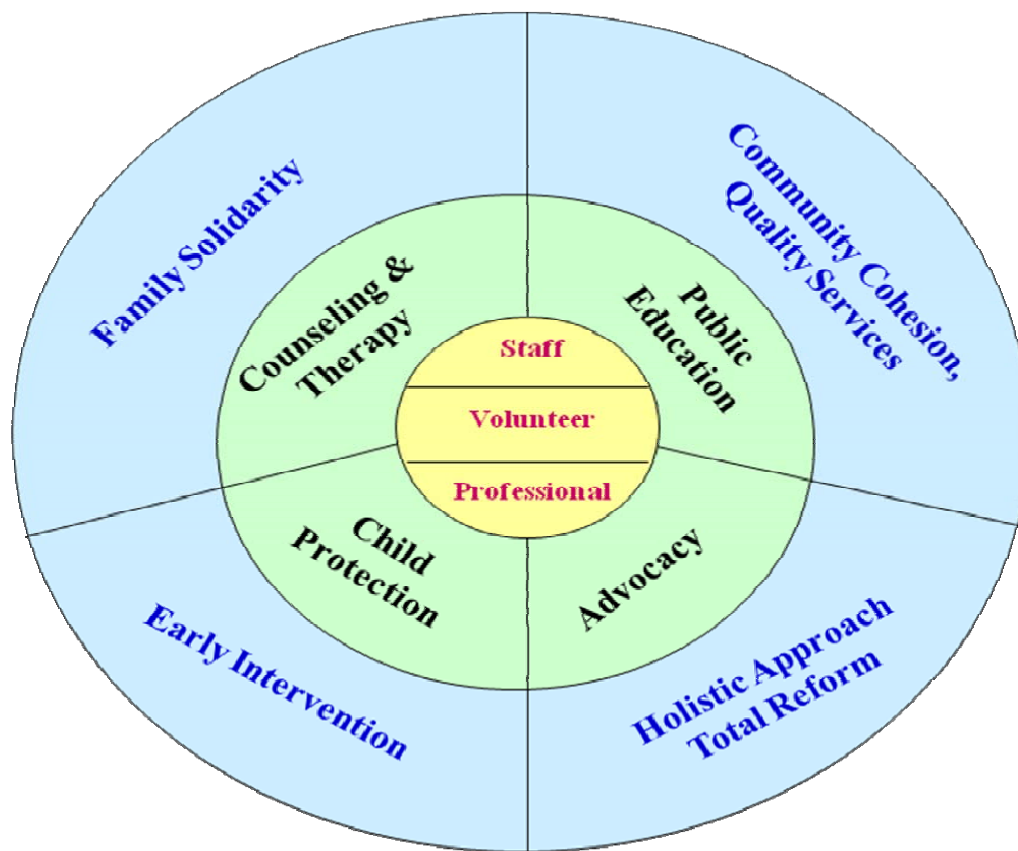 Family Solidarity
Community Cohesion,
Quality Services
Counseling &
Therapy
Public
Education
Staff
Volunteer
Professional
Child
Protection
Advocacy
Early Intervention
Holistic Approach
Total Reform